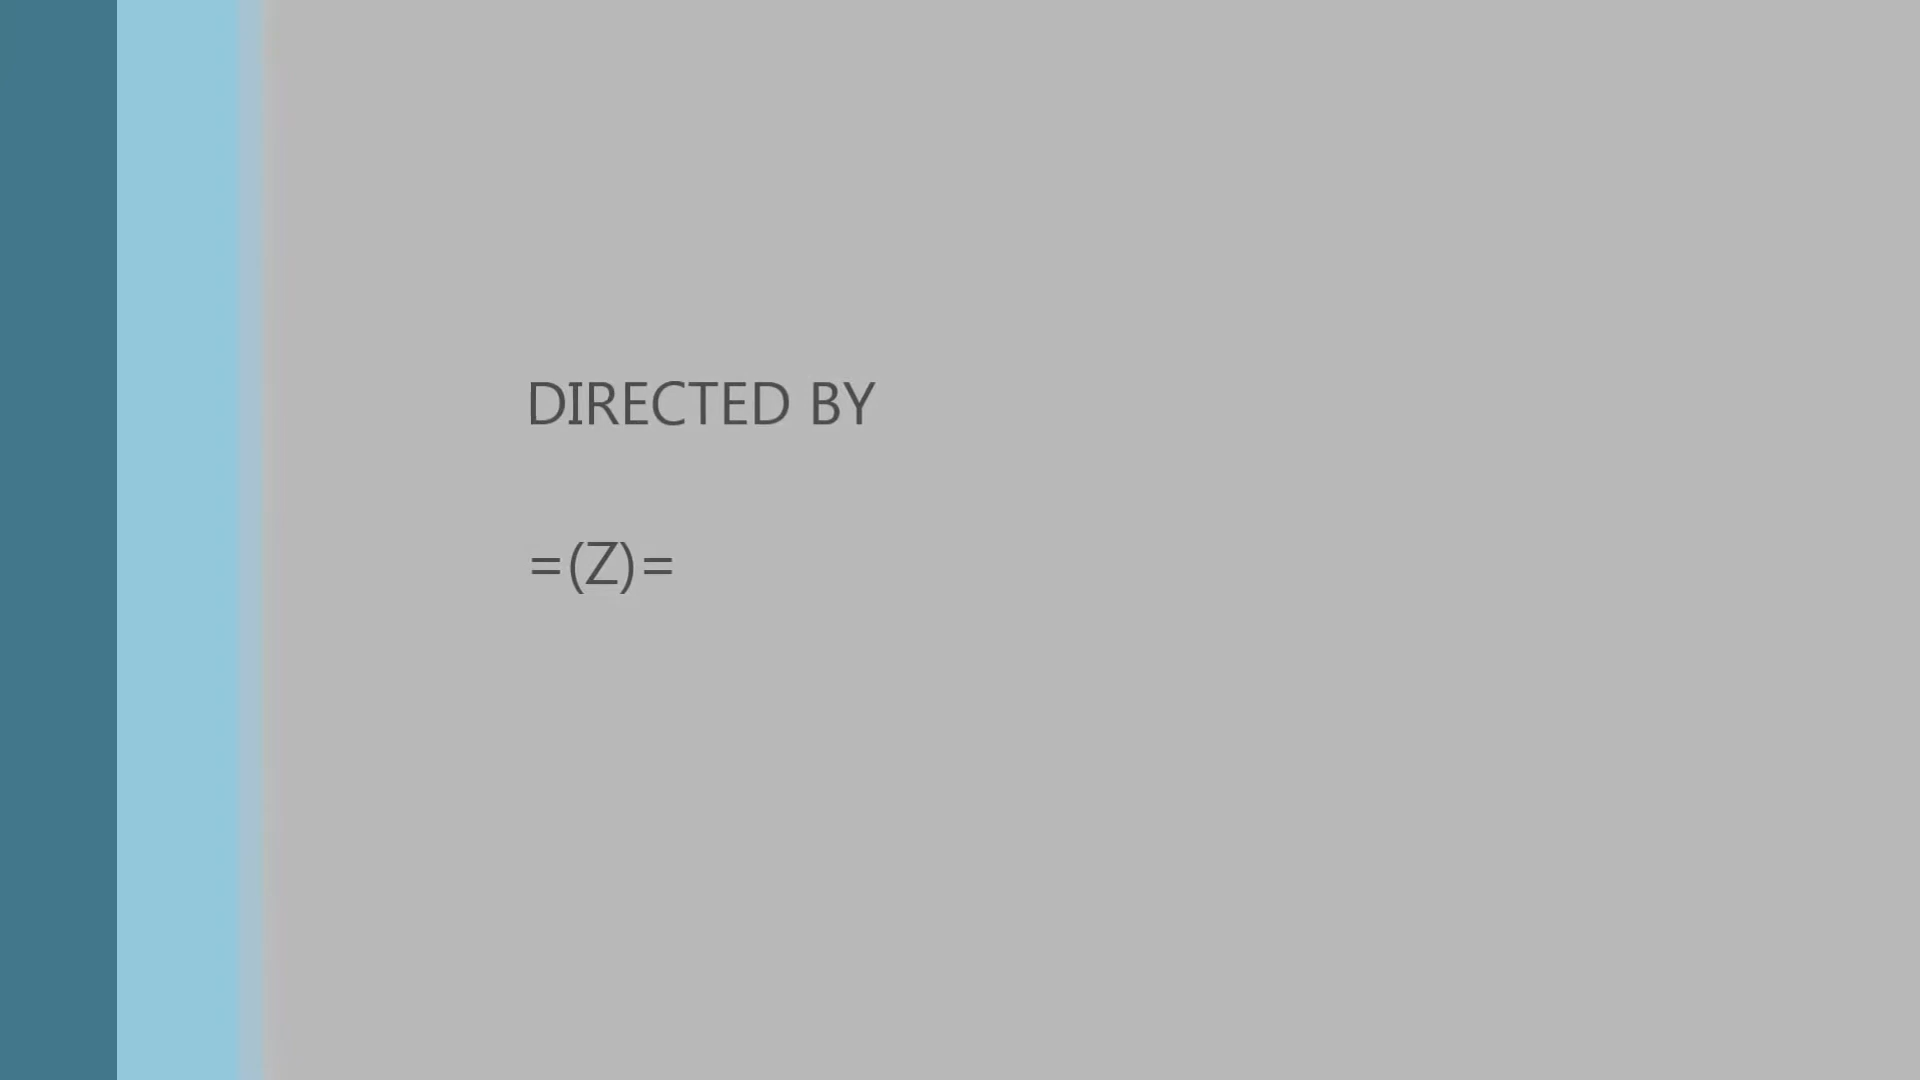 DIRECTED BY
=(Z)=